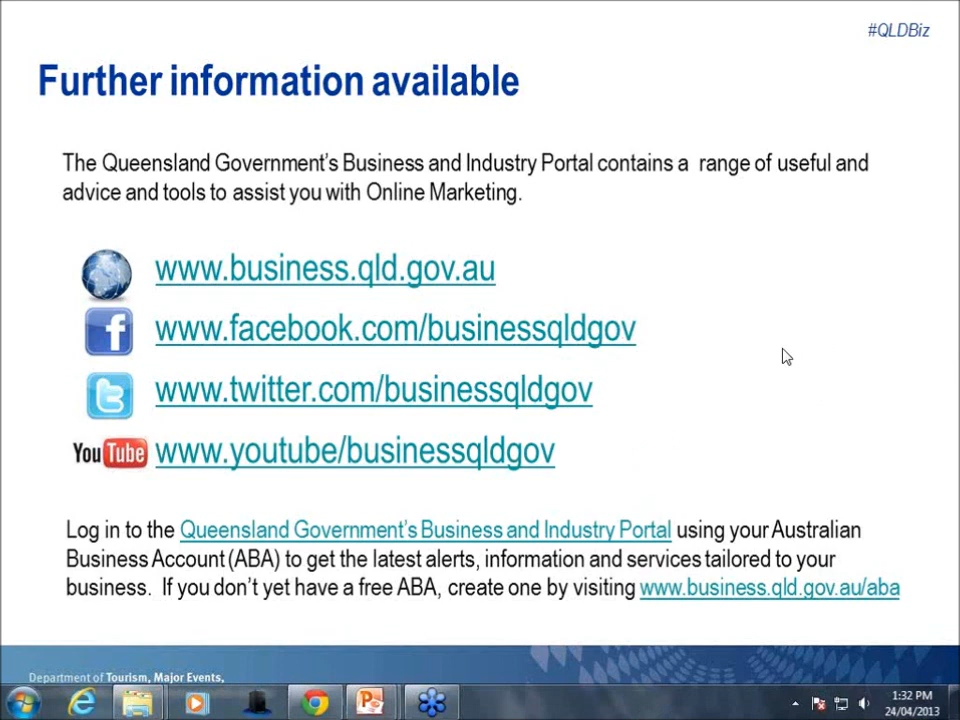 #QLDBiz
Further information available
The Queensland Government's Business and Industry Portal contains a range of useful and
advice and tools to assist you with Online Marketing.
www.business.qld.gov.au
f www.facebook.com/businessqldgov
t www.twitter.com/businessqldgov
YouTube www.youtube/businessqldgov
Log in to the Queensland Government's Business and Industry Portal using your Australian
Business Account (ABA) to get the latest alerts, information and services tailored to your
business. If you don't yet have a free ABA, create one by visiting www.business.qld.gov.au/aba
Department of Tourism, Major Events,
1:32 PM
24/04/2013